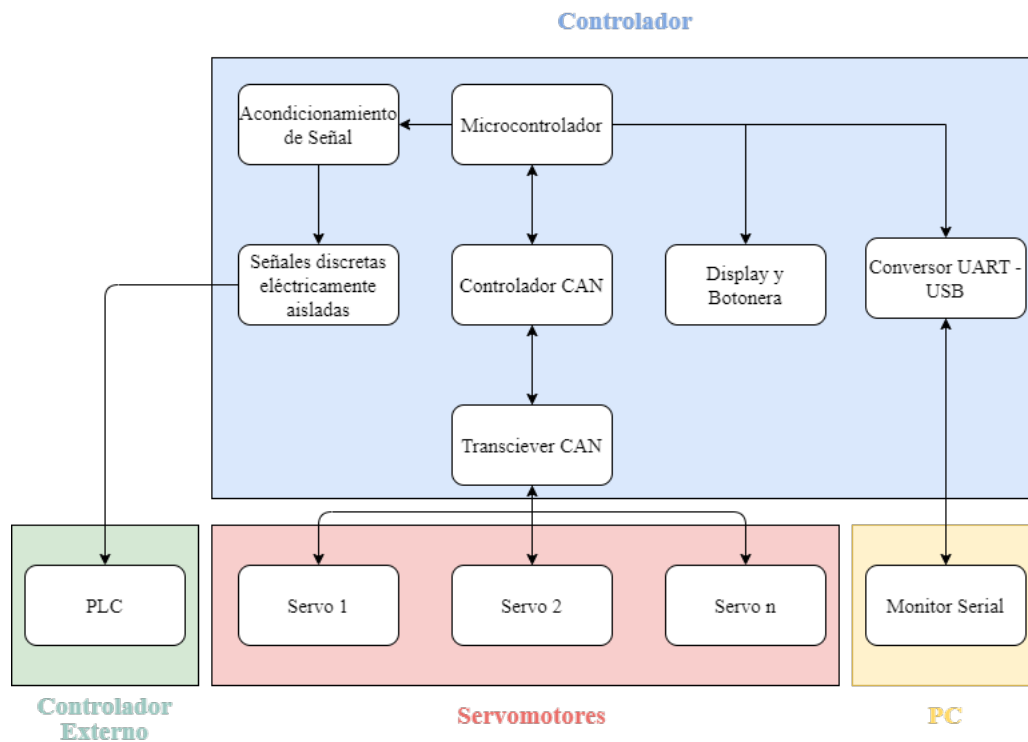 Controlador
Acondicionamiento
de Señal
Microcontrolador
Señales discretas
eléctricamente
aisladas
Controlador CAN
Display y
Botonera
Conversor UART -
USB
Transciever CAN
PLC
Servo 1
Servo 2
Servo n
Monitor Serial
Controlador
Externo
Servomotores
PC